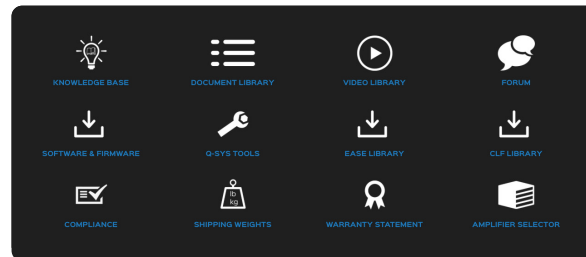 KNOWLEDGE BASE
DOCUMENT LIBRARY
VIDEO LIBRARY
FORUM
SOFTWARE & FIRMWARE
Q-SYS TOOLS
EASE LIBRARY
CLF LIBRARY
lb
kg
COMPLIANCE
SHIPPING WEIGHTS
WARRANTY STATEMENT
AMPLIFIER SELECTOR